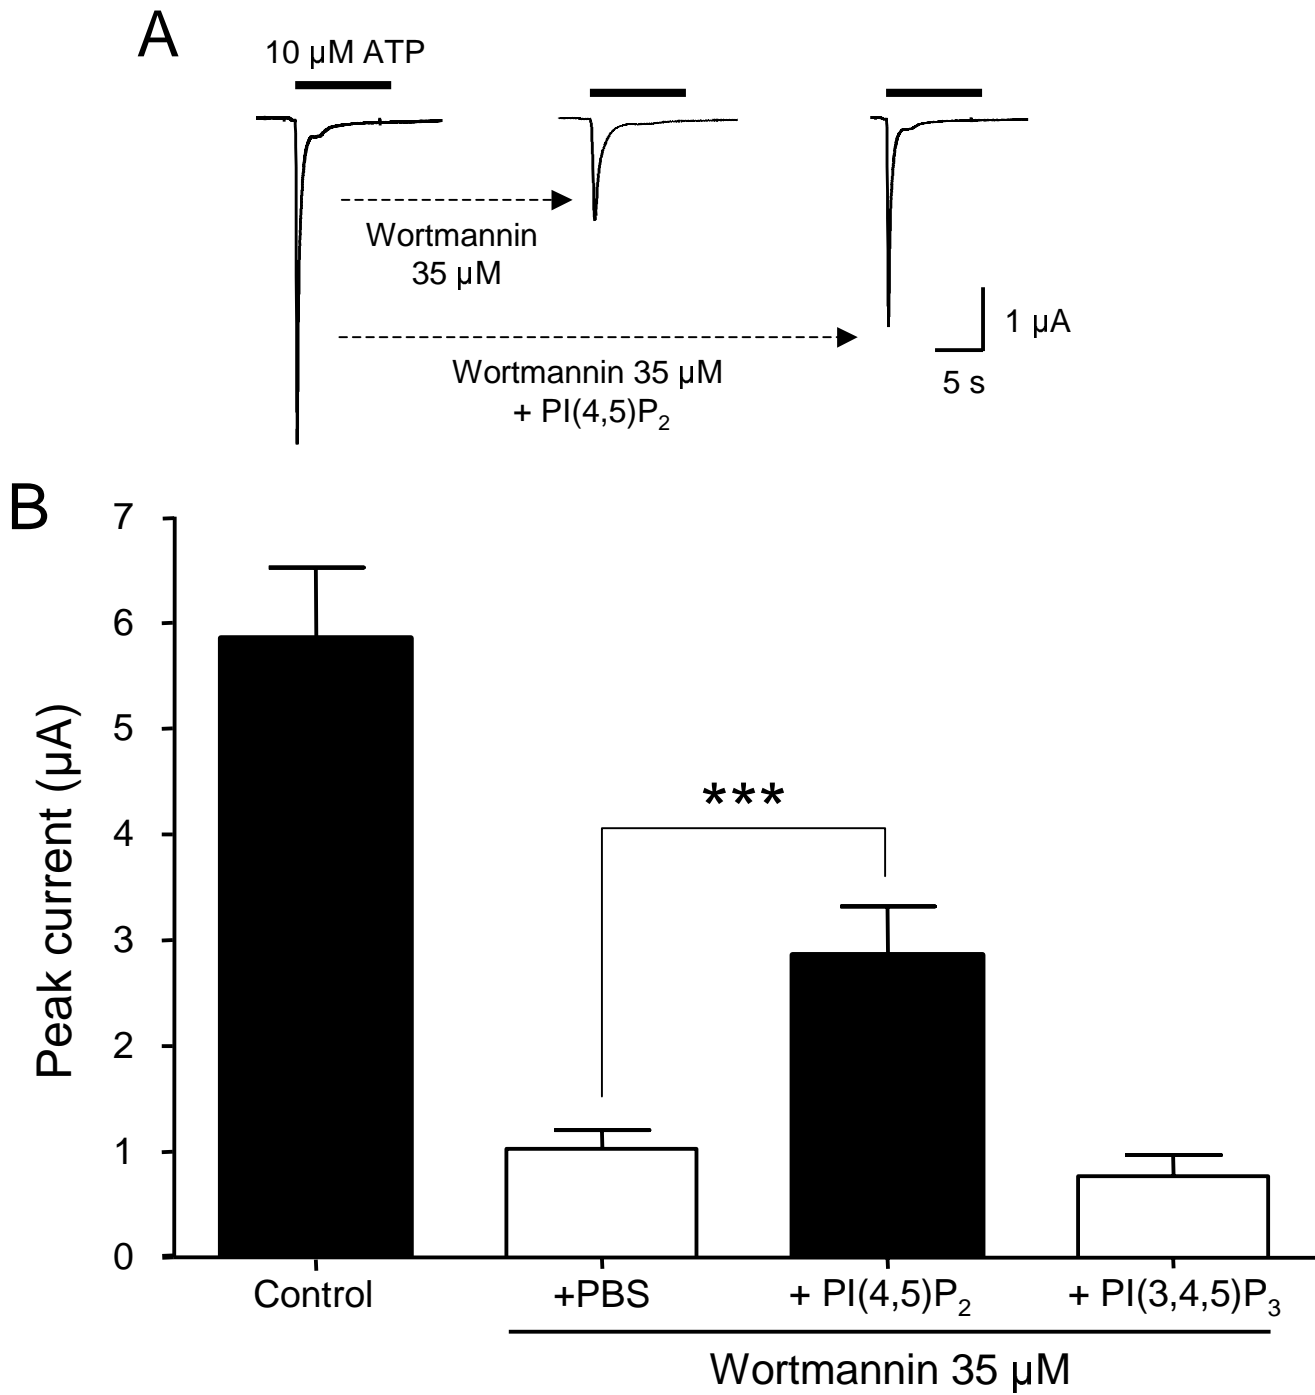 A
10 µM ATP
Wortmannin
35 µM
Wortmannin 35 µM
+ PI(4,5)P₂
1 µA
5 s
B
Peak current (µA)
7
6
5
4
3
2
1
0
***
Control
+PBS
+ PI(4,5)P₂
+ PI(3,4,5)P₃
Wortmannin 35 µM